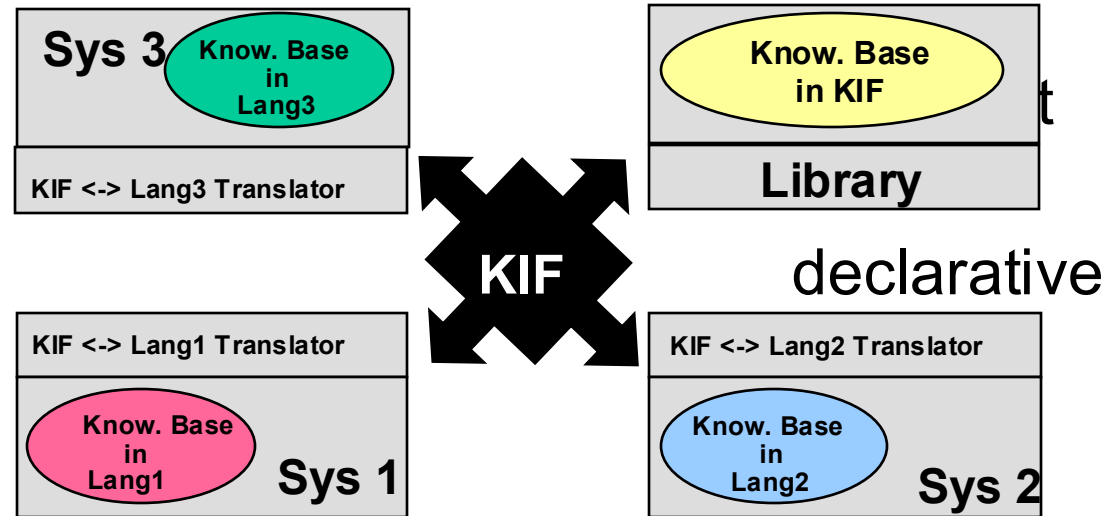 Sys 3
Know. Base
in
Lang3
KIF <-> Lang3 Translator
Know. Base
in KIF
t
Library
KIF
declarative
KIF <-> Lang1 Translator
Know. Base
in
Lang1
Sys 1
KIF <-> Lang2 Translator
Know. Base
in
Lang2
Sys 2